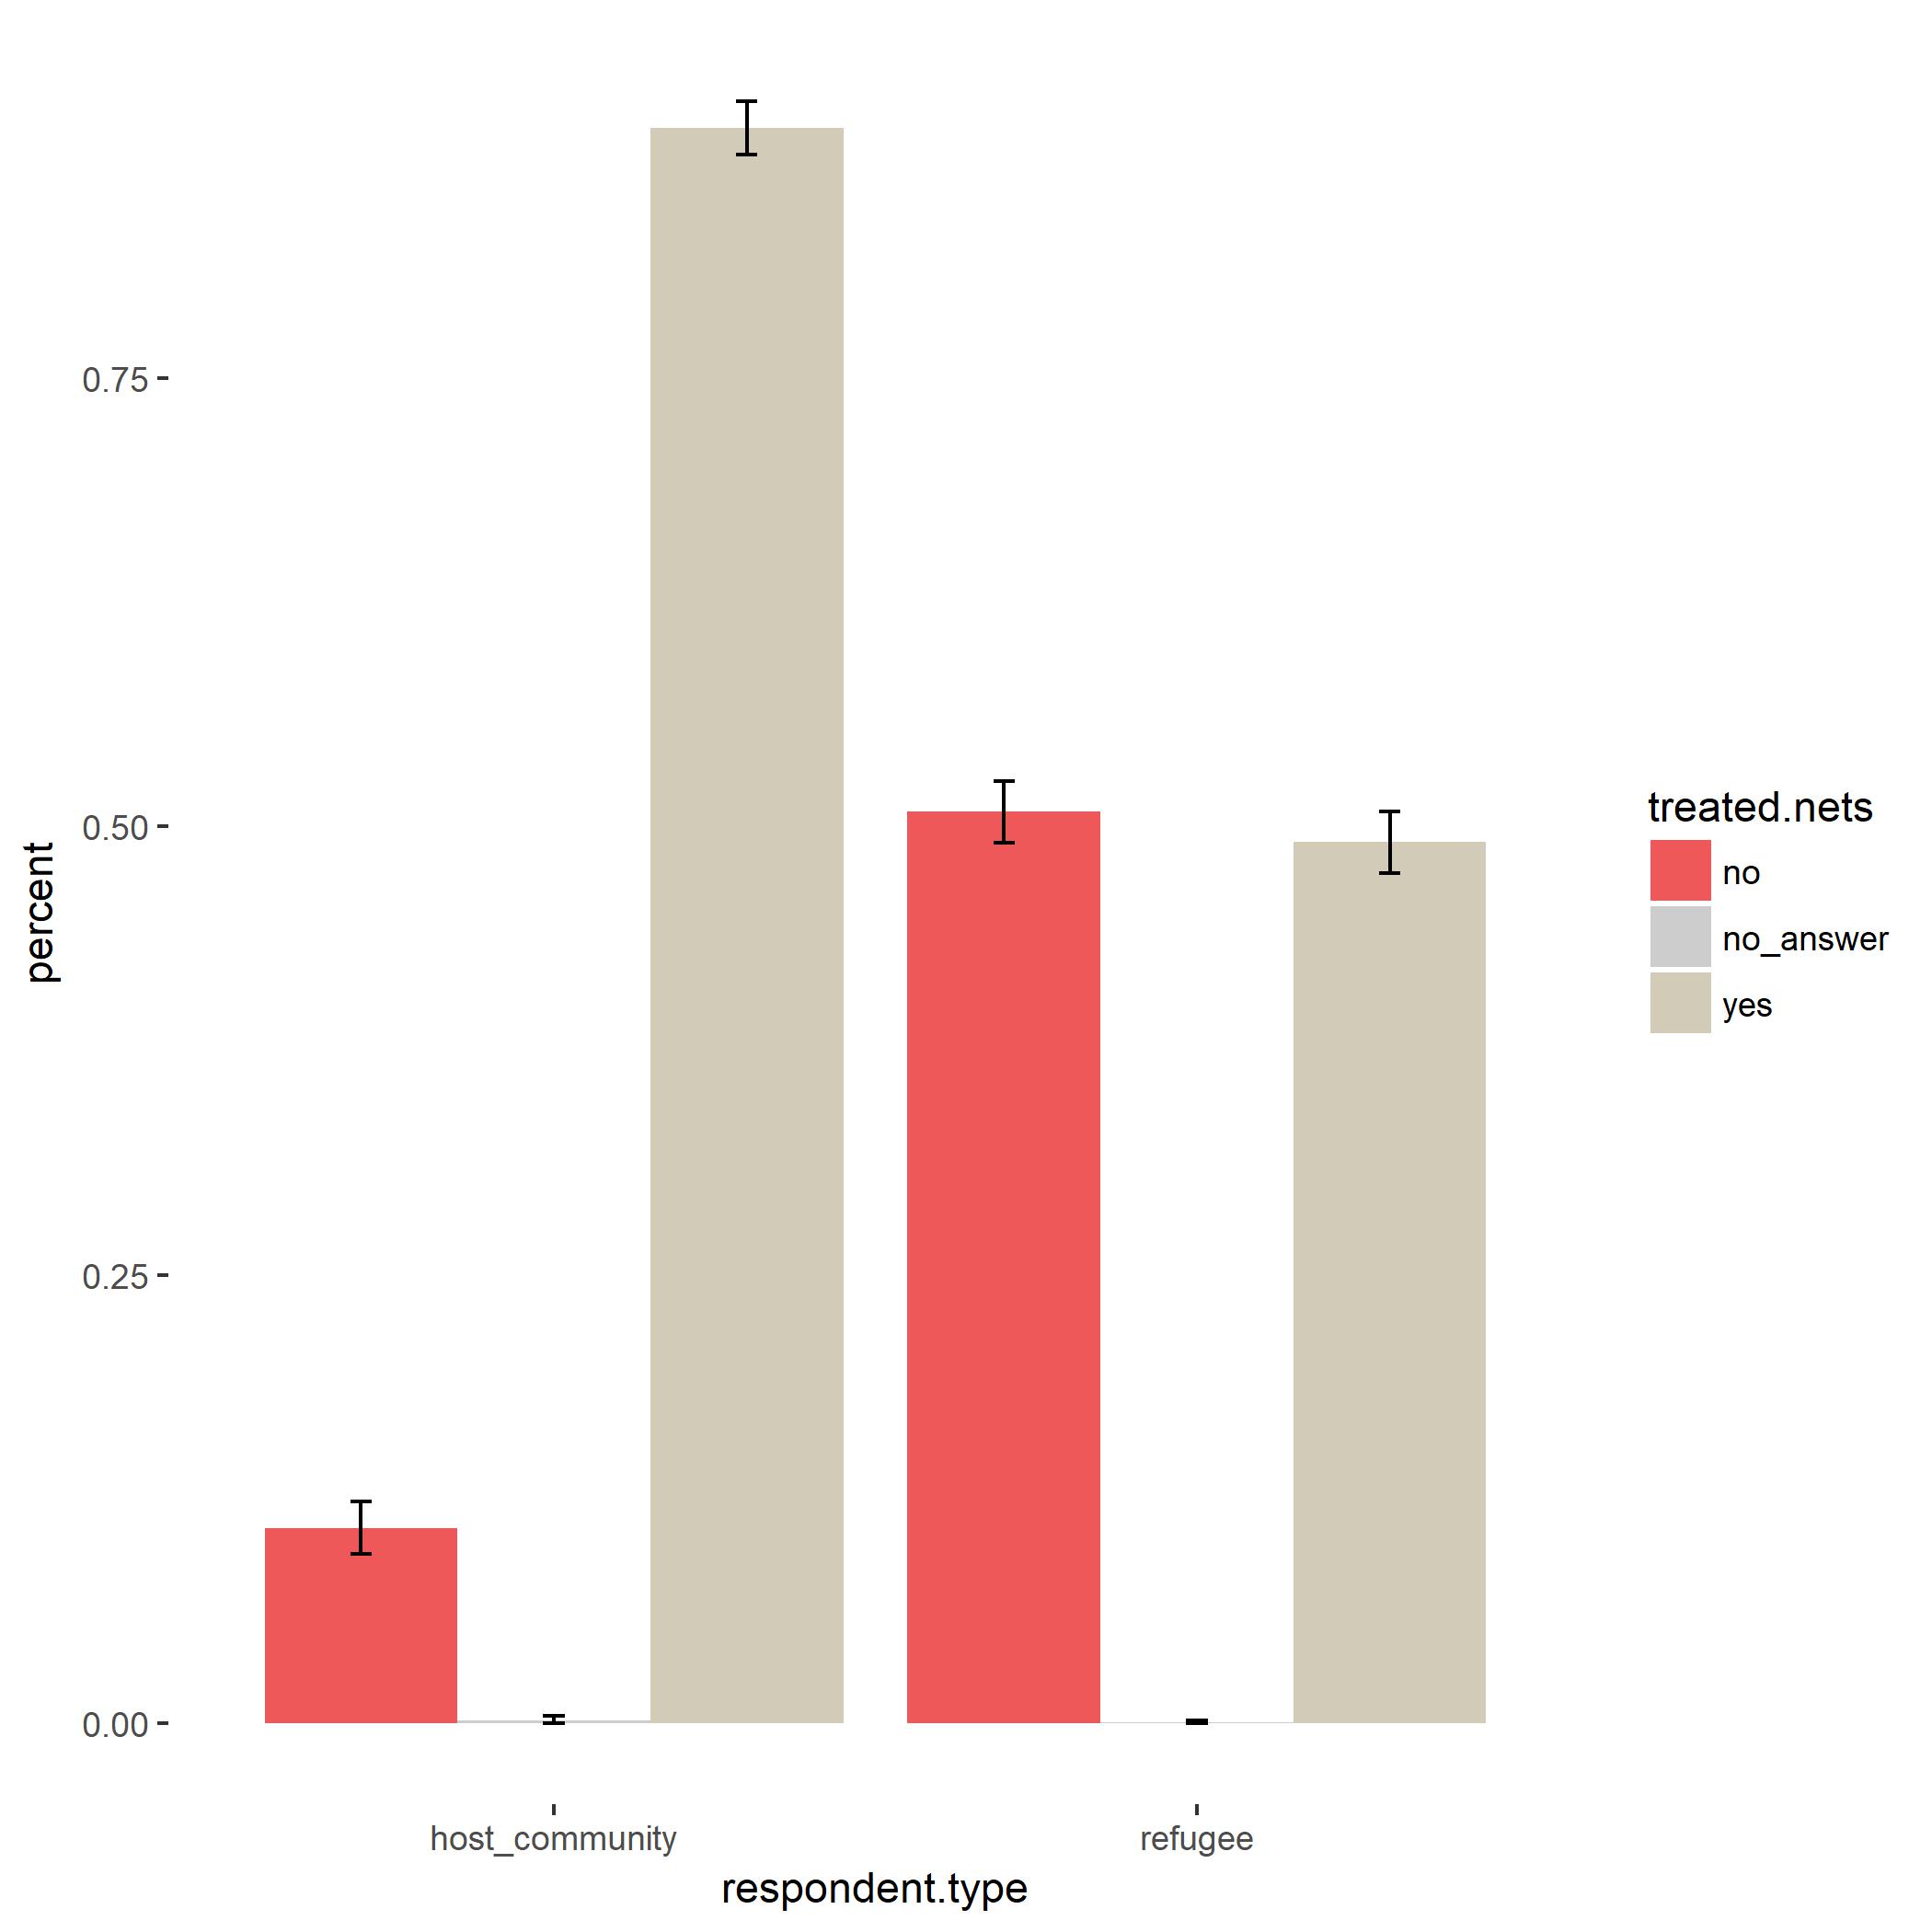 percent
0.75
0.50
0.25
0.00
host_community
refugee
respondent.type
treated.nets
no
no_answer
yes